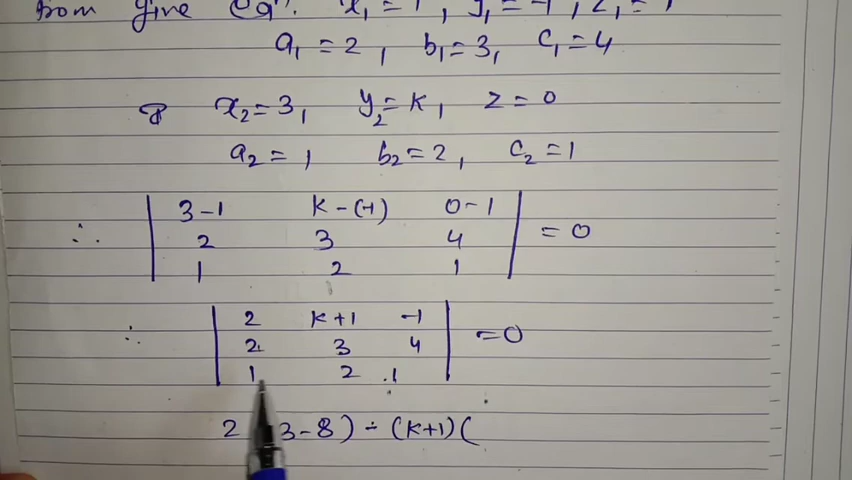 from give eqn. x₁ = 1, y₁ = -1, z₁ = 1
a₁ = 2, b₁ = 3, c₁ = 4
& x₂ = 3, y₂ = k, z = 0
a₂ = 1 b₂ = 2, c₂ = 1
∴ | 3-1 k-(-1) 0-1 |
| 2 3 4 | = 0
| 1 2 1 |
∴ | 2 k+1 -1 |
| 2 3 4 | = 0
| 1 2 1 |
2 3-8) - (k+1)(